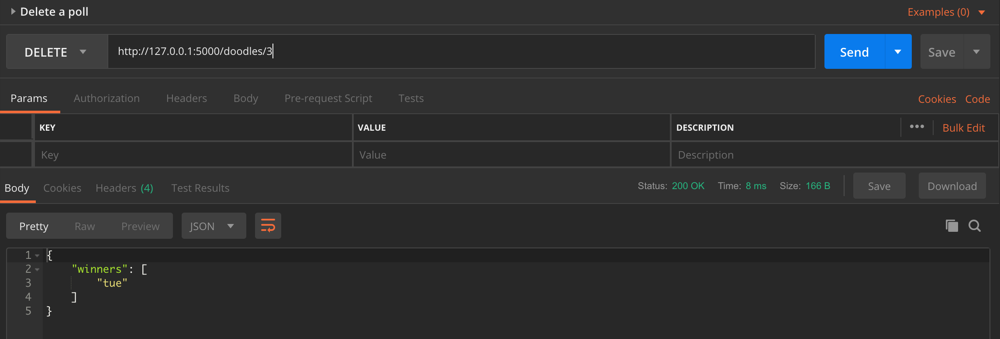 Delete a poll Examples (0)
DELETE http://127.0.0.1:5000/doodles/3 Send Save
Params Authorization Headers Body Pre-request Script Tests Cookies Code
KEY VALUE DESCRIPTION ••• Bulk Edit
Key Value Description
Body Cookies Headers (4) Test Results Status: 200 OK Time: 8 ms Size: 166 B Save Download
Pretty Raw Preview JSON
1 {
2 "winners": [
3 "tue"
4 ]
5 }